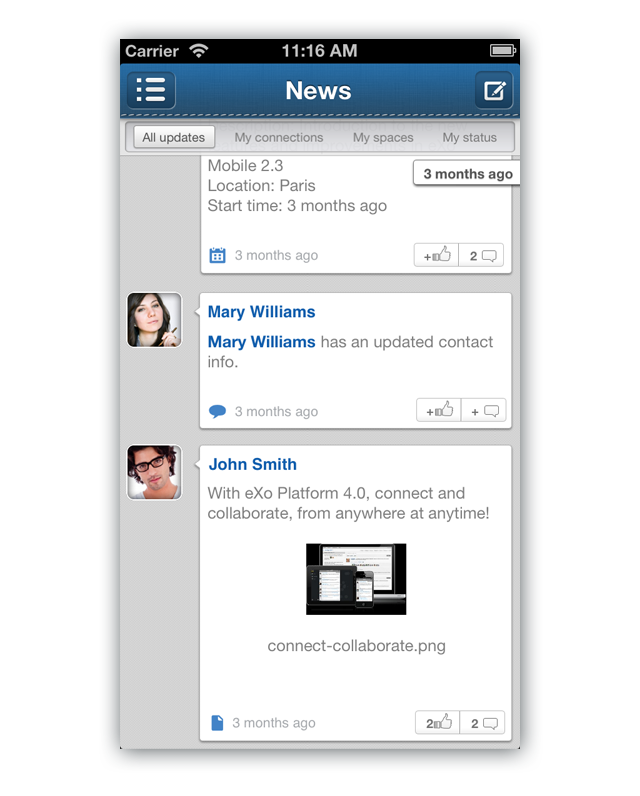 Carrier 11:16 AM
News
All updates My connections My spaces My status
Mobile 2.3
3 months ago
Location: Paris
Start time: 3 months ago
3 months ago + 2
Mary Williams
Mary Williams has an updated contact
info.
3 months ago + +
John Smith
With eXo Platform 4.0, connect and
collaborate, from anywhere at anytime!
connect-collaborate.png
3 months ago 2 2